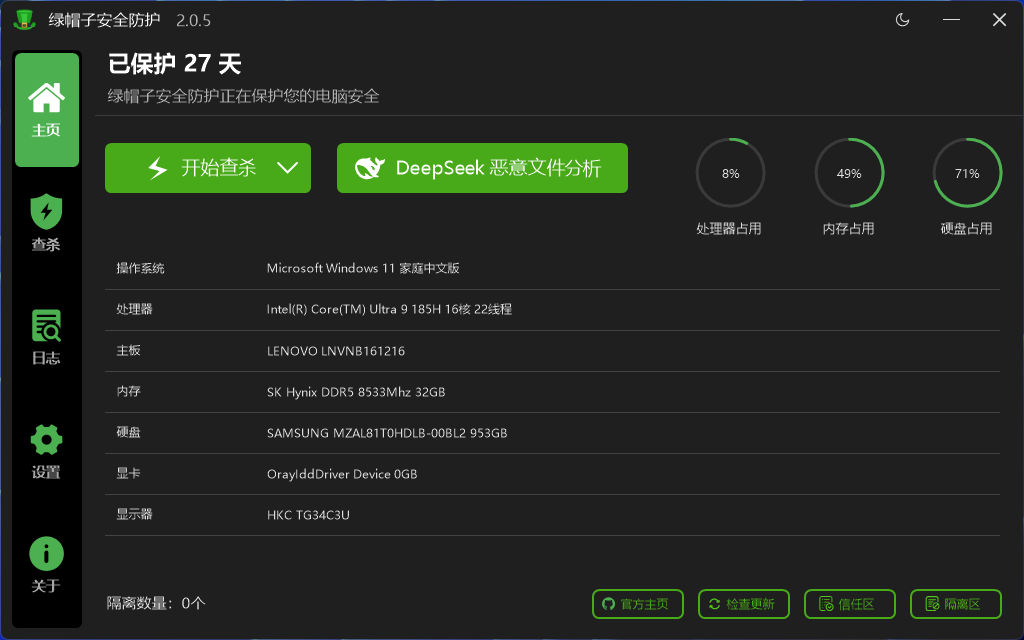 绿帽子安全防护 2.0.5
已保护 27 天
绿帽子安全防护正在保护您的电脑安全
主页
查杀
日志
设置
关于
开始查杀
DeepSeek 恶意文件分析
8%
49%
71%
处理器占用
内存占用
硬盘占用
操作系统 Microsoft Windows 11 家庭中文版
处理器 Intel(R) Core(TM) Ultra 9 185H 16核 22线程
主板 LENOVO LNVNB161216
内存 SK Hynix DDR5 8533Mhz 32GB
硬盘 SAMSUNG MZAL81T0HDLB-00BL2 953GB
显卡 OrayIddDriver Device 0GB
显示器 HKC TG34C3U
隔离数量：0个
官方主页
检查更新
信任区
隔离区